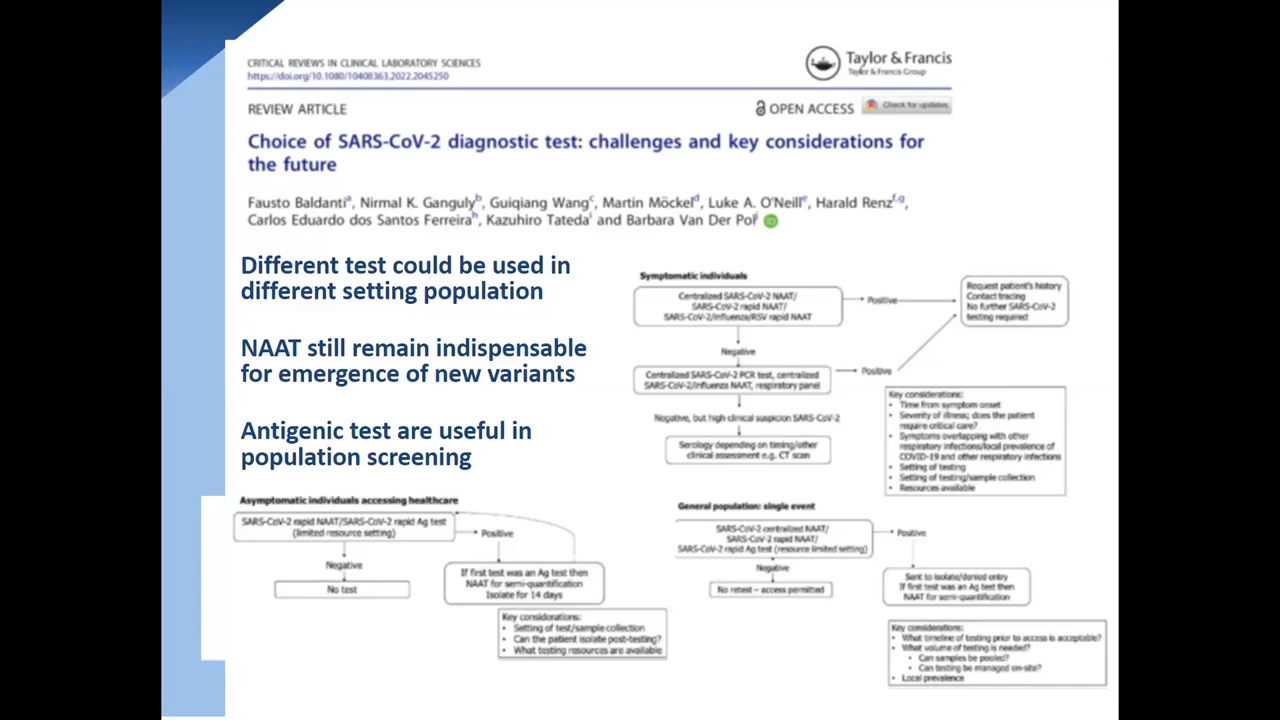 CRITICAL REVIEWS IN CLINICAL LABORATORY SCIENCES
https://doi.org/10.1080/10408363.2022.2045250
Taylor & Francis
Taylor & Francis Group
REVIEW ARTICLE
OPEN ACCESS
Check for updates
Choice of SARS-CoV-2 diagnostic test: challenges and key considerations for
the future
Fausto Baldantia, Nirmal K. Gangulyb, Guiqiang Wangc, Martin Möckeld, Luke A. O'Neille, Harald Renzf,g,
Carlos Eduardo dos Santos Ferreirah, Kazuhiro Tatedai and Barbara Van Der Polj
Different test could be used in
different setting population
NAAT still remain indispensable
for emergence of new variants
Antigenic test are useful in
population screening
Symptomatic individuals
Centralized SARS-CoV-2 NAAT/
SARS-CoV-2 rapid NAAT/
SARS-CoV-2/influenza/RSV rapid NAAT
Positive
Request patient's history
Contact tracing
No further SARS-CoV-2
testing required
Negative
Centralized SARS-CoV-2 PCR test, centralized
SARS-CoV-2/influenza NAAT, respiratory panel
Positive
Negative, but high clinical suspicion SARS-CoV-2
Serology depending on timing/other
clinical assessment e.g. CT scan
Key considerations:
• Time from symptom onset
• Severity of illness; does the patient
require critical care?
• Symptoms overlapping with other
respiratory infections/local prevalence of
COVID-19 and other respiratory infections
• Setting of testing
• Setting of testing/sample collection
• Resources available
Asymptomatic individuals accessing healthcare
SARS-CoV-2 rapid NAAT/SARS-CoV-2 rapid Ag test
(limited resource setting)
Positive
Negative
No test
If first test was an Ag test then
NAAT for semi-quantification
Isolate for 14 days
Key considerations:
• Setting of test/sample collection
• Can the patient isolate post-testing?
• What testing resources are available
General population: single event
SARS-CoV-2 centralized NAAT/
SARS-CoV-2 rapid NAAT/
SARS-CoV-2 rapid Ag test (resource limited setting)
Positive
Negative
No retest – access permitted
Sent to isolate/denied entry
If first test was an Ag test then
NAAT for semi-quantification
Key considerations:
• What timeline of testing prior to access is acceptable?
• What volume of testing is needed?
• Can samples be pooled?
• Can testing be managed on-site?
• Local prevalence